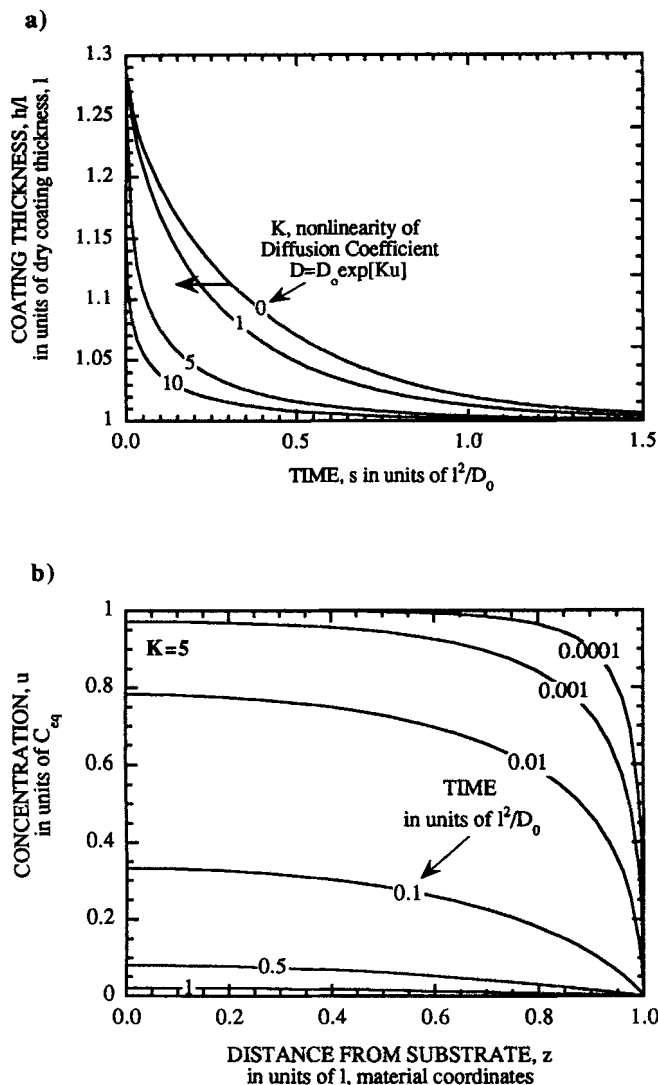 a)
1.3
1.25
1.2
1.15
1.1
1.05
1
COATING THICKNESS, h/l
in units of dry coating thickness, l
K, nonlinearity of
Diffusion Coefficient
D=Doexp[Ku]
0
1
5
10
0.0 0.5 1.0 1.5
TIME, s in units of l²/D₀
b)
1
0.8
0.6
0.4
0.2
0
CONCENTRATION, u
in units of Ceq
K=5
0.0001
0.001
0.01
TIME
in units of l²/D₀
0.1
0.5
1
0.0 0.2 0.4 0.6 0.8 1.0
DISTANCE FROM SUBSTRATE, z
in units of l, material coordinates